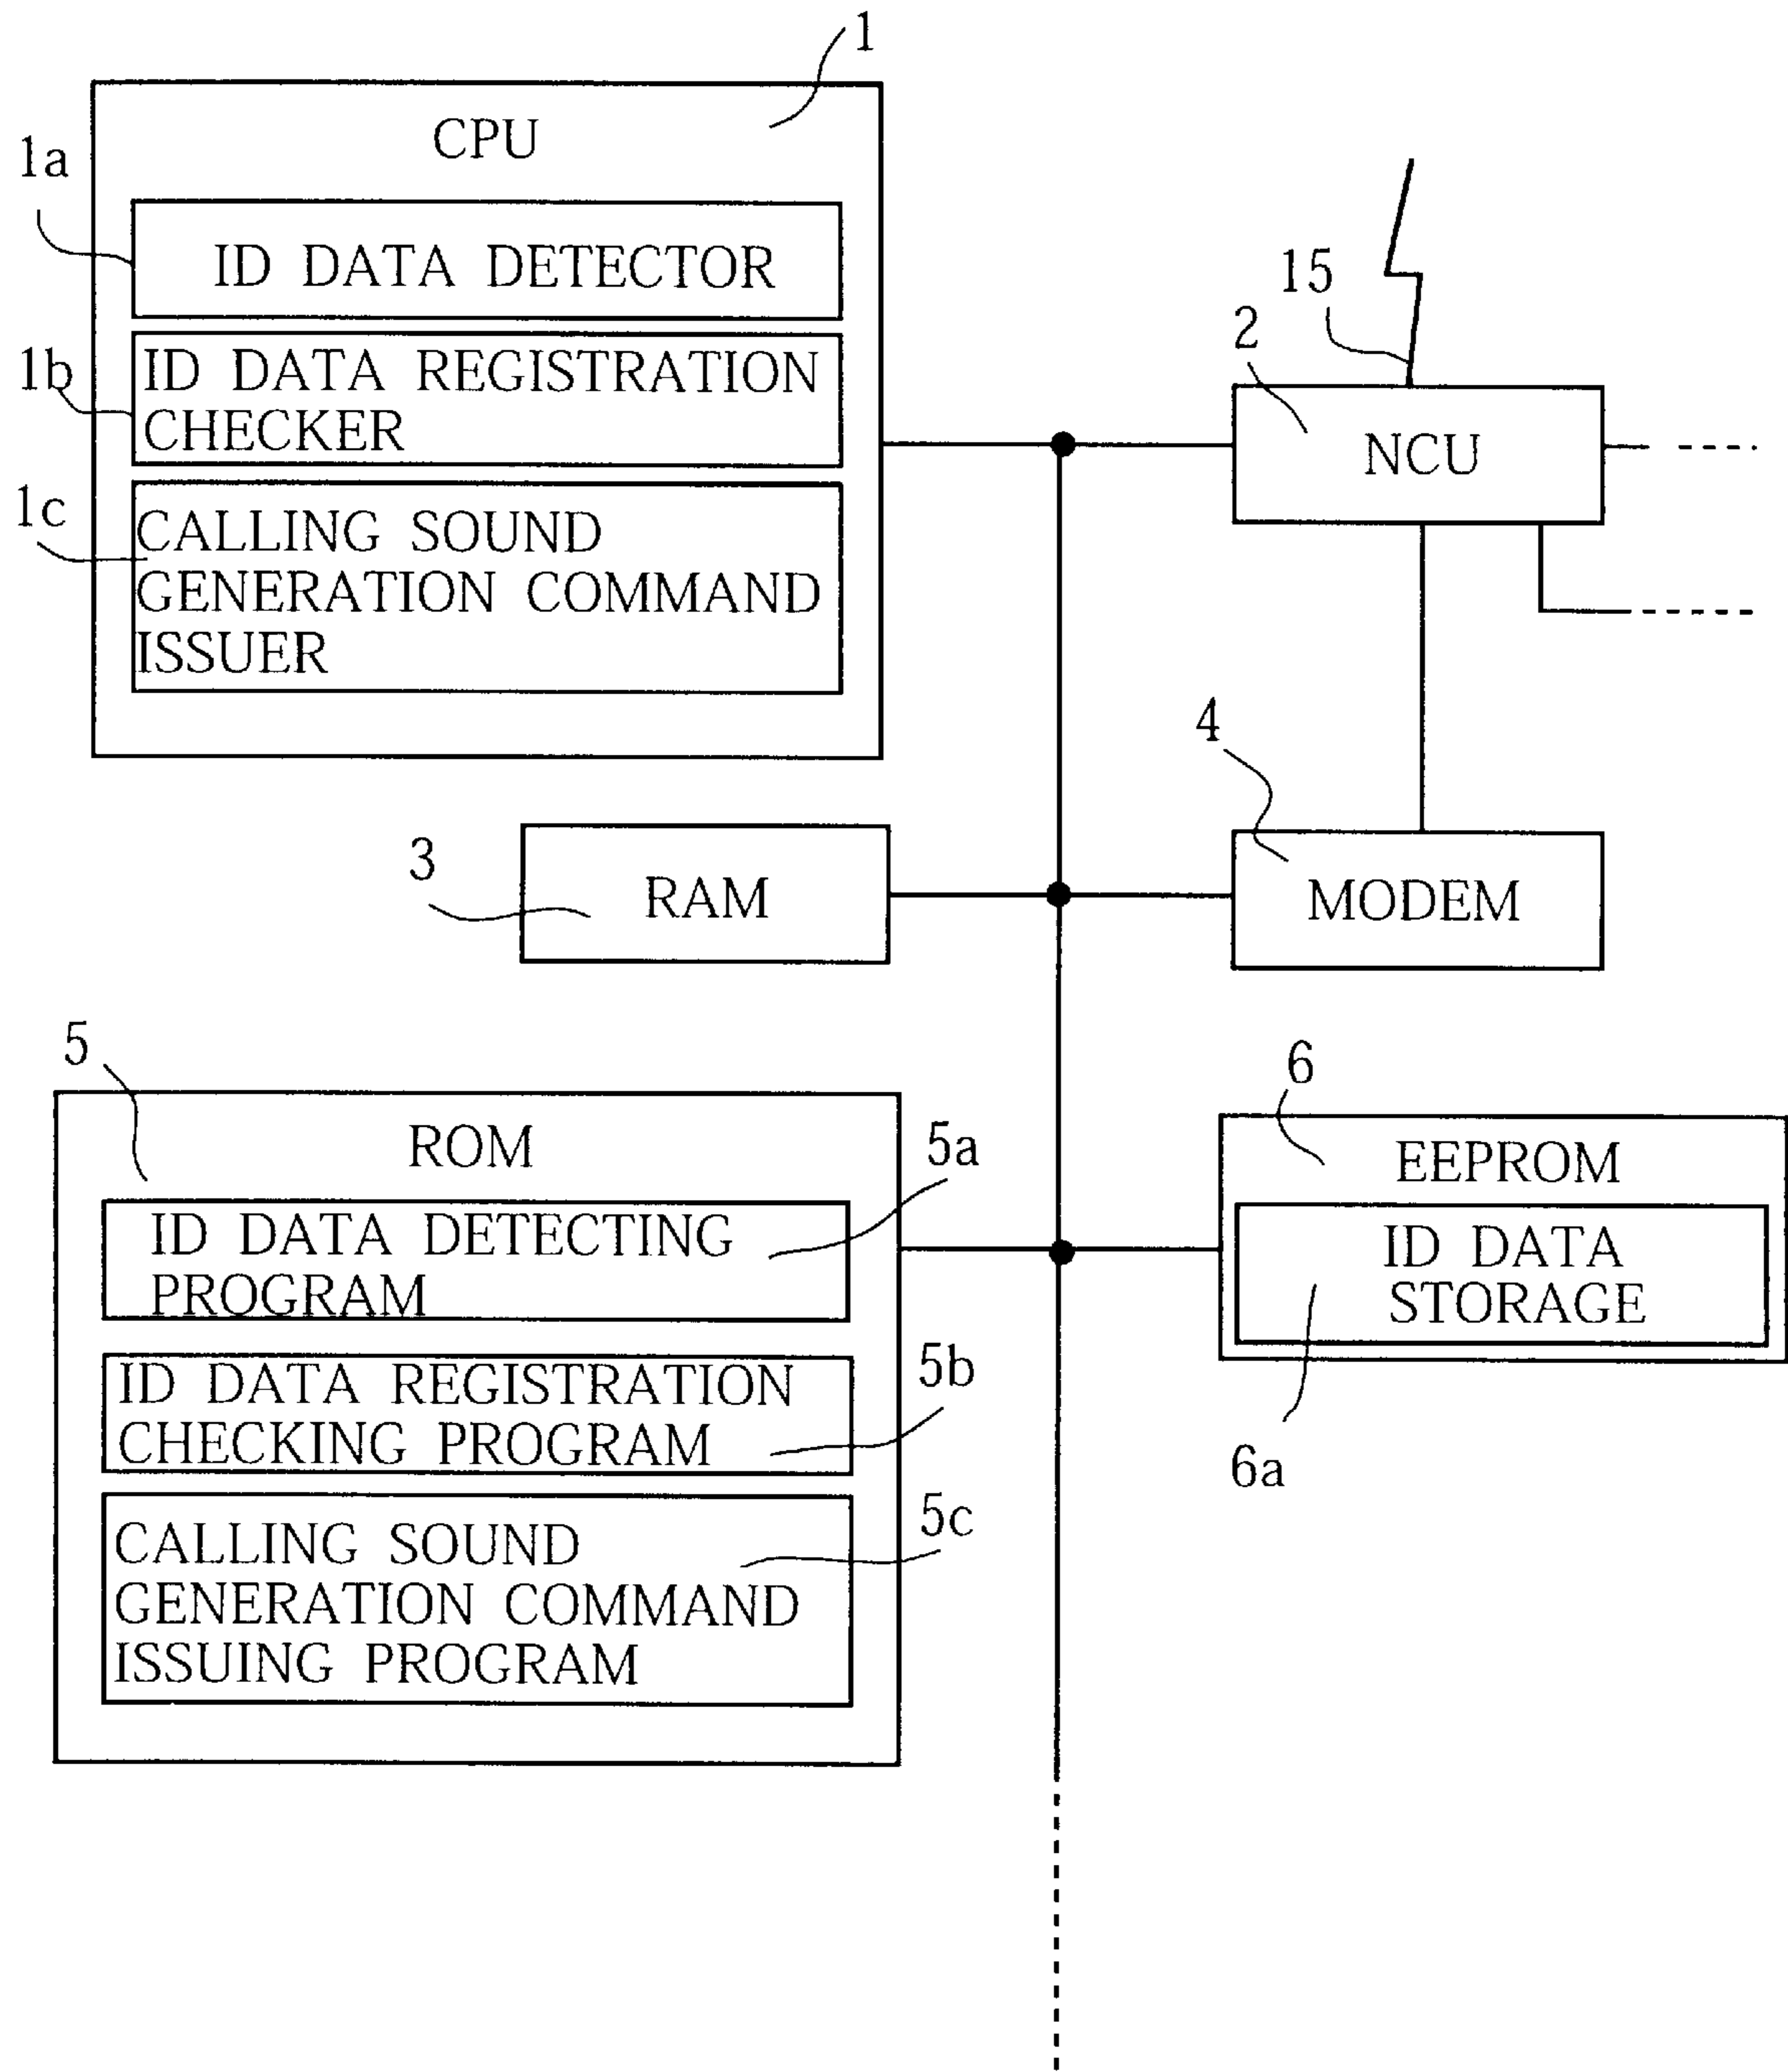 1
CPU
1a
ID DATA DETECTOR
1b
ID DATA REGISTRATION
CHECKER
1c
CALLING SOUND
GENERATION COMMAND
ISSUER
15
2
NCU
3
RAM
4
MODEM
5
ROM
5a
ID DATA DETECTING
PROGRAM
5b
ID DATA REGISTRATION
CHECKING PROGRAM
5c
CALLING SOUND
GENERATION COMMAND
ISSUING PROGRAM
6
EEPROM
ID DATA
STORAGE
6a